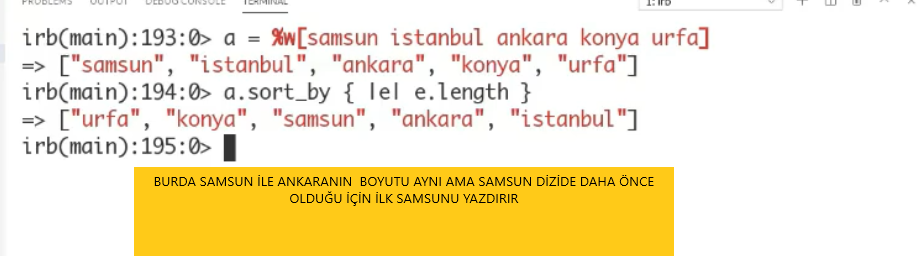 PROBLEMS OUTPUT DEBUG CONSOLE TERMINAL 1: irb
irb(main):193:0> a = %w[samsun istanbul ankara konya urfa]
=> ["samsun", "istanbul", "ankara", "konya", "urfa"]
irb(main):194:0> a.sort_by { |e| e.length }
=> ["urfa", "konya", "samsun", "ankara", "istanbul"]
irb(main):195:0>
BURDA SAMSUN İLE ANKARANIN BOYUTU AYNI AMA SAMSUN DİZİDE DAHA ÖNCE
OLDUĞU İÇİN İLK SAMSUNU YAZDIRIR